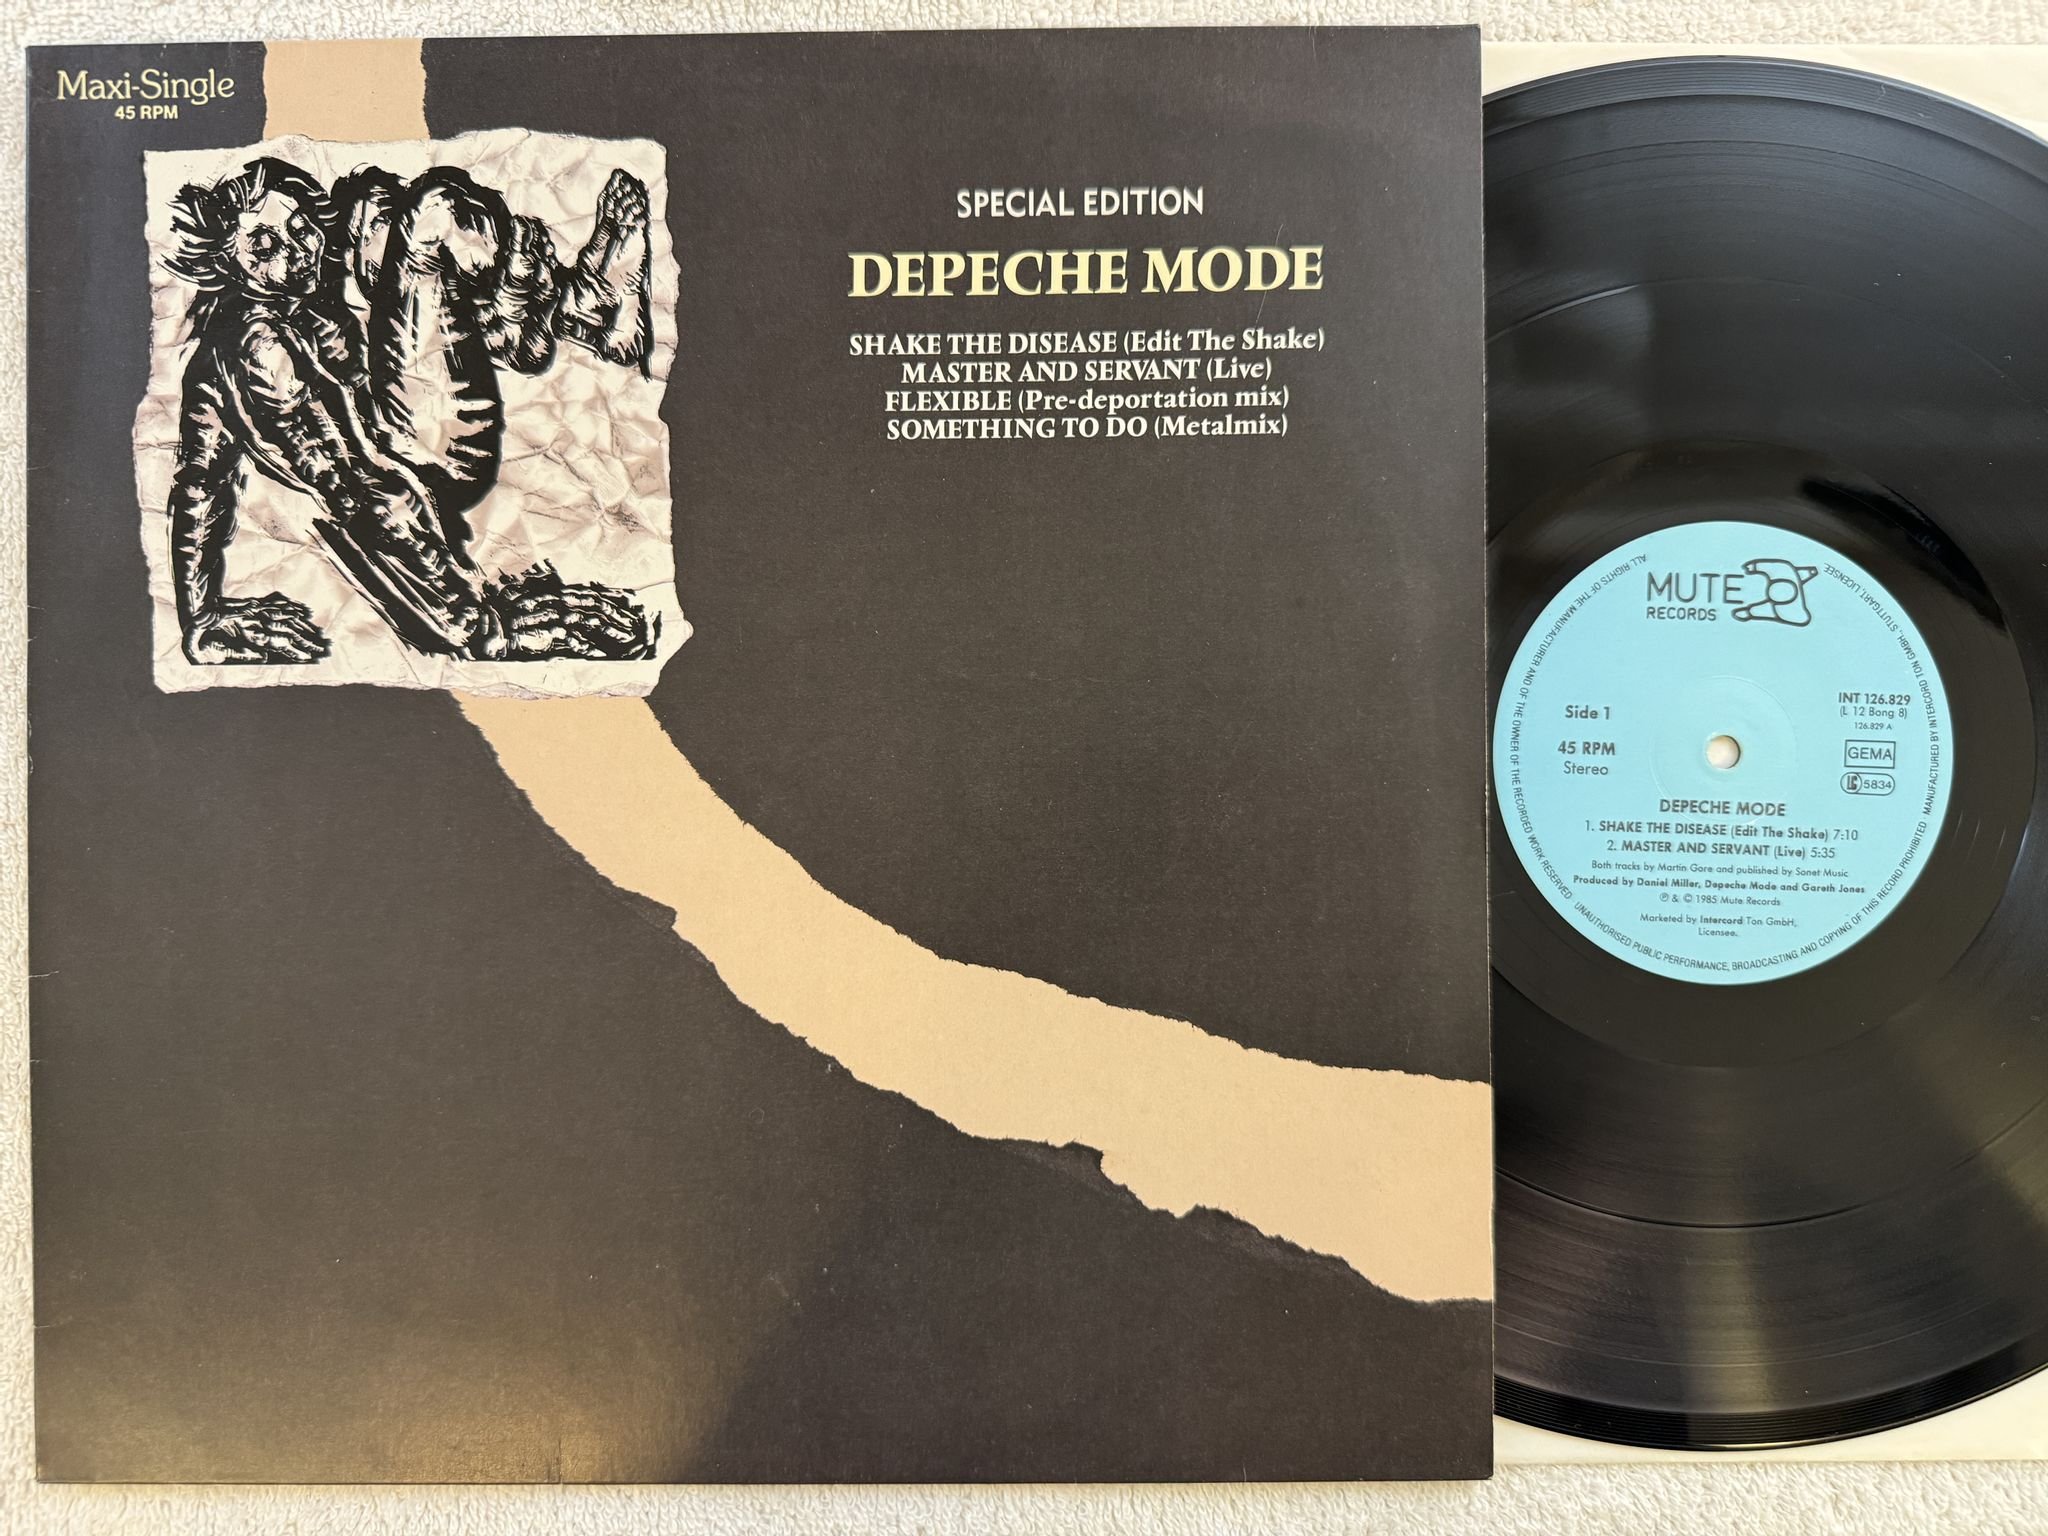 Maxi-Single
45 RPM
SPECIAL EDITION
DEPECHE MODE
SHAKE THE DISEASE (Edit The Shake)
MASTER AND SERVANT (Live)
FLEXIBLE (Pre-deportation mix)
SOMETHING TO DO (Metalmix)
MUTE
RECORDS
Side 1
45 RPM
Stereo
INT 126.829
(L 12 Bong 8)
126.829 A
GEMA
LC 5834
DEPECHE MODE
1. SHAKE THE DISEASE (Edit The Shake) 7:10
2. MASTER AND SERVANT (Live) 5:35
Both tracks by Martin Gore and published by Sonet Music
Produced by Daniel Miller, Depeche Mode and Gareth Jones
℗ & © 1985 Mute Records
Marketed by Intercord Ton GmbH,
Licensee.
ALL RIGHTS OF THE MANUFACTURER AND OF THE OWNER OF THE RECORDED WORK RESERVED · UNAUTHORISED PUBLIC PERFORMANCE, BROADCASTING AND COPYING OF THIS RECORD PROHIBITED · MANUFACTURED BY INTERCORD TON GMBH., STUTTGART, LICENSEE